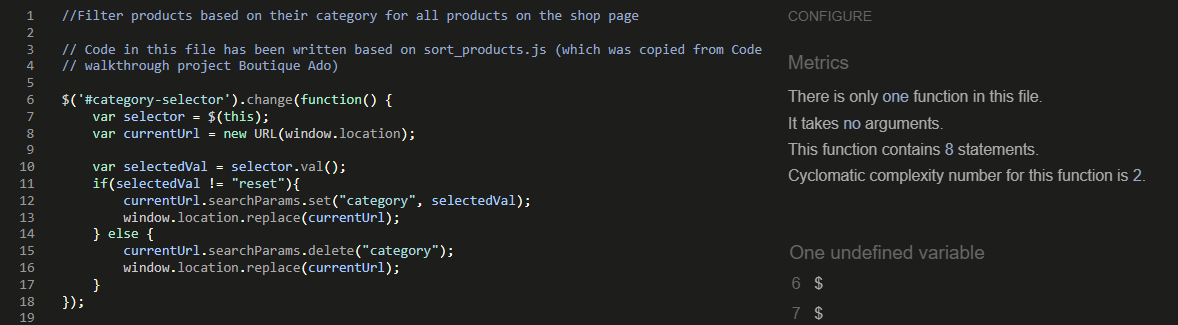 1 //Filter products based on their category for all products on the shop page
2
3 // Code in this file has been written based on sort_products.js (which was copied from Code
4 // walkthrough project Boutique Ado)
5
6 $('#category-selector').change(function() {
7     var selector = $(this);
8     var currentUrl = new URL(window.location);
9
10     var selectedVal = selector.val();
11     if(selectedVal != "reset"){
12         currentUrl.searchParams.set("category", selectedVal);
13         window.location.replace(currentUrl);
14     } else {
15         currentUrl.searchParams.delete("category");
16         window.location.replace(currentUrl);
17     }
18 });
19
CONFIGURE
Metrics
There is only one function in this file.
It takes no arguments.
This function contains 8 statements.
Cyclomatic complexity number for this function is 2.
One undefined variable
6 $
7 $